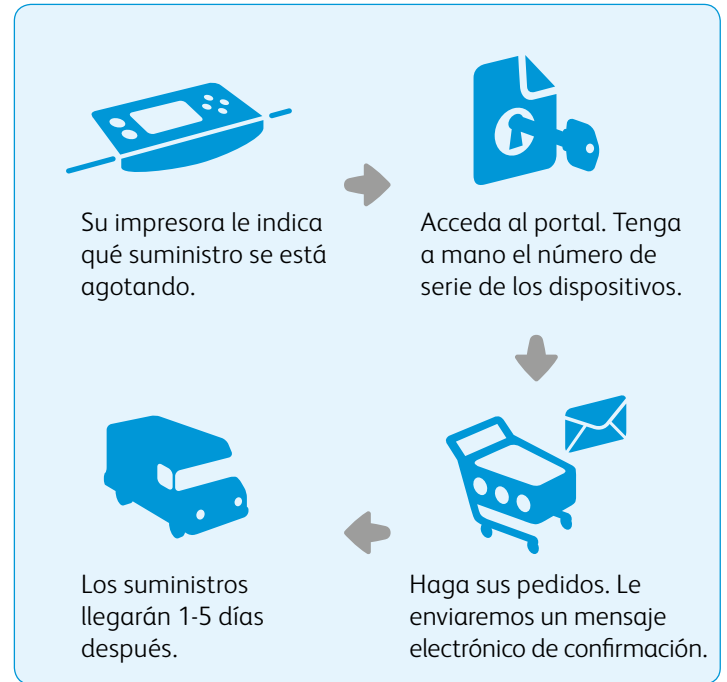 Su impresora le indica
qué suministro se está
agotando.
Acceda al portal. Tenga
a mano el número de
serie de los dispositivos.
Haga sus pedidos. Le
enviaremos un mensaje
electrónico de confirmación.
Los suministros
llegarán 1-5 días
después.